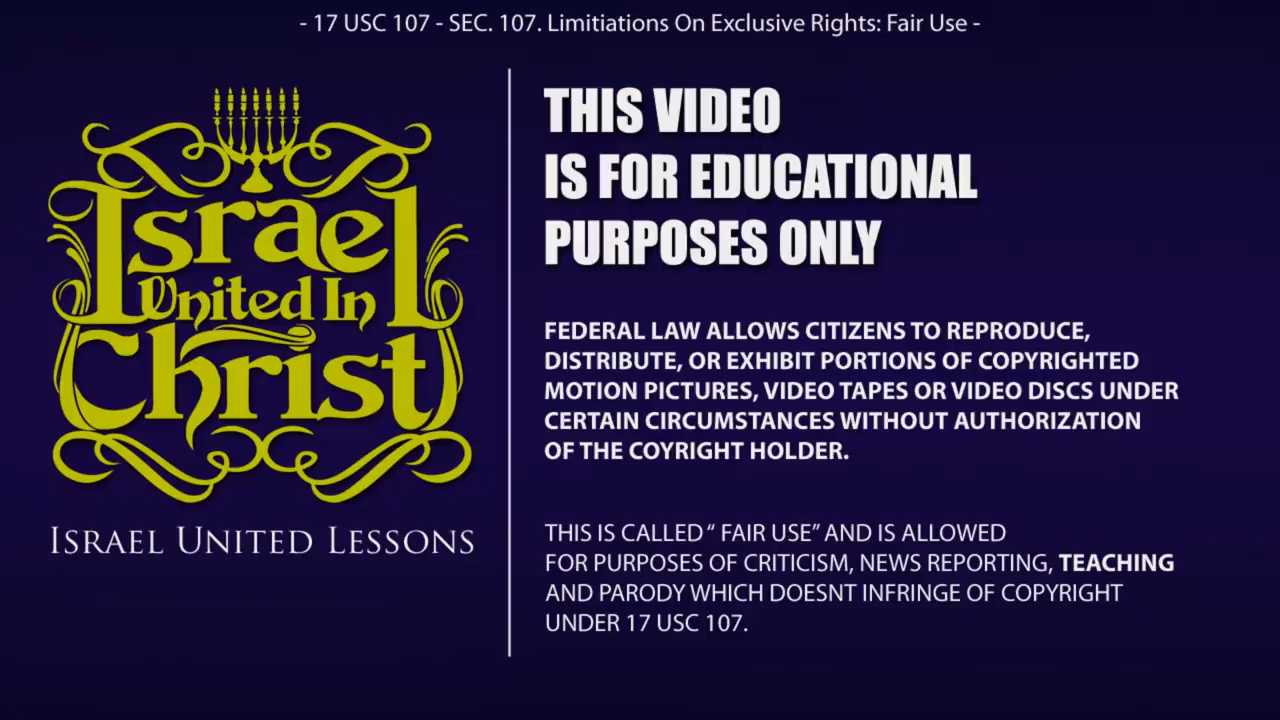 - 17 USC 107 - SEC. 107. Limitiations On Exclusive Rights: Fair Use -
Israel
United In
Christ
ISRAEL UNITED LESSONS
THIS VIDEO
IS FOR EDUCATIONAL
PURPOSES ONLY
FEDERAL LAW ALLOWS CITIZENS TO REPRODUCE,
DISTRIBUTE, OR EXHIBIT PORTIONS OF COPYRIGHTED
MOTION PICTURES, VIDEO TAPES OR VIDEO DISCS UNDER
CERTAIN CIRCUMSTANCES WITHOUT AUTHORIZATION
OF THE COYRIGHT HOLDER.
THIS IS CALLED “ FAIR USE” AND IS ALLOWED
FOR PURPOSES OF CRITICISM, NEWS REPORTING, TEACHING
AND PARODY WHICH DOESNT INFRINGE OF COPYRIGHT
UNDER 17 USC 107.